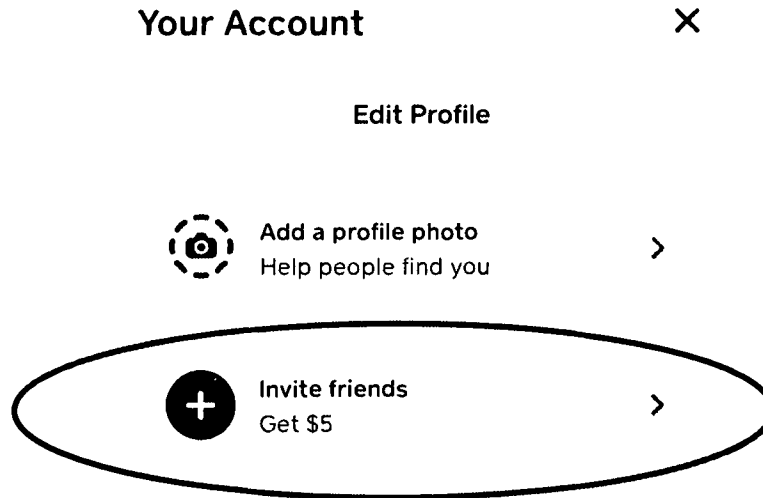 Your Account
Edit Profile
Add a profile photo
Help people find you
Invite friends
Get $5